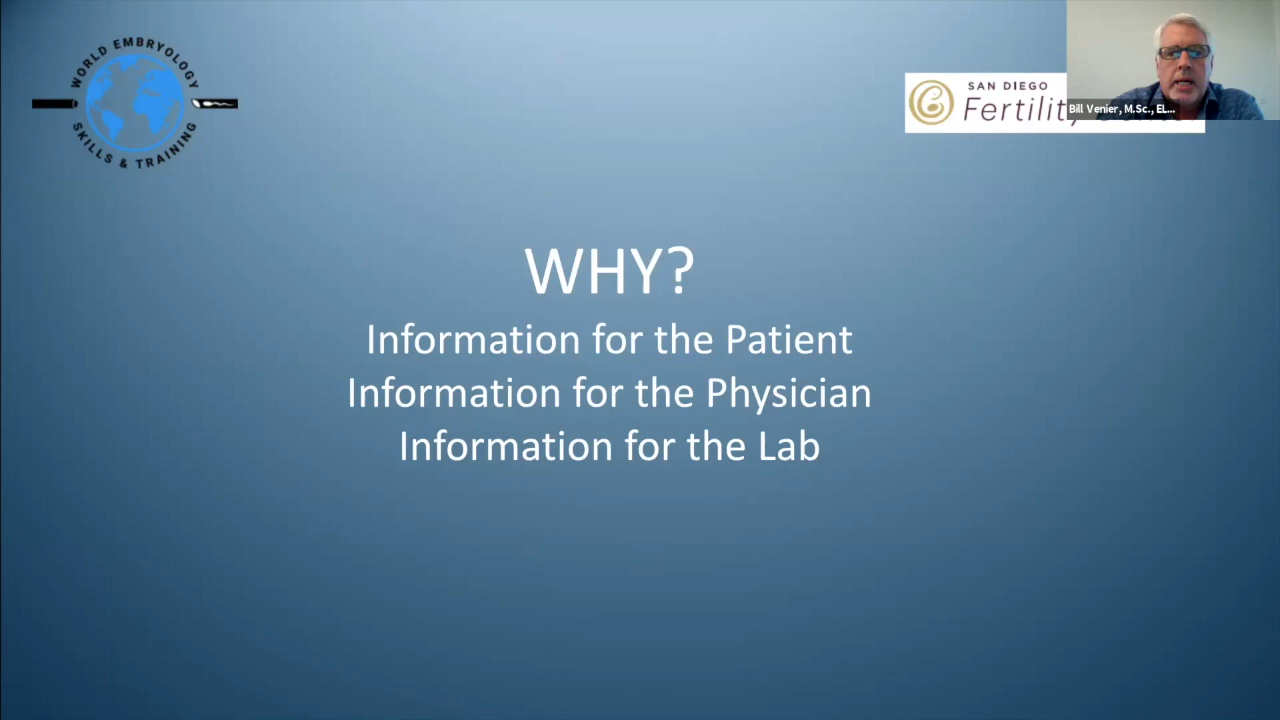 WORLD EMBRYOLOGY
SKILLS & TRAINING
SAN DIEGO
Fertility
Bill Venier, M.Sc., EL...
WHY?
Information for the Patient
Information for the Physician
Information for the Lab